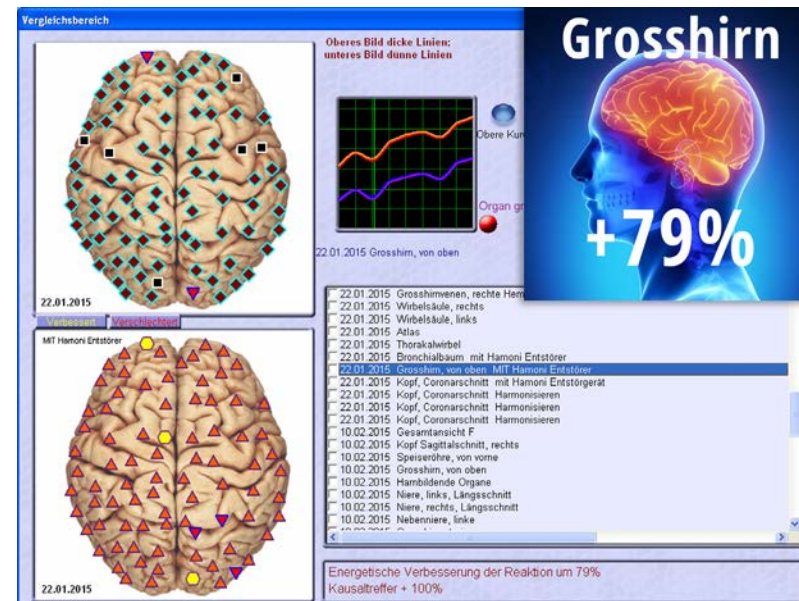 Vergleichsbereich
Oberes Bild dicke Linien;
unteres Bild dünne Linien
Grosshirn
+79%
Obere Kur
Organ gr
22.01.2015 Grosshirn, von oben
22.01.2015
Verbessert Verschlechtert
MIT Hamoni Entstörer
22.01.2015
22.01.2015 Grosshirnvenen, rechte Hem
22.01.2015 Wirbelsäule, rechts
22.01.2015 Wirbelsäule, links
22.01.2015 Atlas
22.01.2015 Thorakalwirbel
22.01.2015 Bronchialbaum mit Hamoni Entstörer
22.01.2015 Grosshirn, von oben MIT Hamoni Entstörer
22.01.2015 Kopf, Coronarschnitt mit Hamoni Entstörgerät
22.01.2015 Kopf, Coronarschnitt Harmonisieren
22.01.2015 Kopf, Coronarschnitt Harmonisieren
22.01.2015 Kopf, Coronarschnitt Harmonisieren
10.02.2015 Gesamtansicht F
10.02.2015 Kopf Sagittalschnitt, rechts
10.02.2015 Speiseröhre, von vorne
10.02.2015 Grosshirn, von oben
10.02.2015 Harnbildende Organe
10.02.2015 Niere, links, Längsschnitt
10.02.2015 Niere, rechts, Längsschnitt
10.02.2015 Nebenniere, linke
Energetische Verbesserung der Reaktion um 79%
Kausaltreffer + 100%